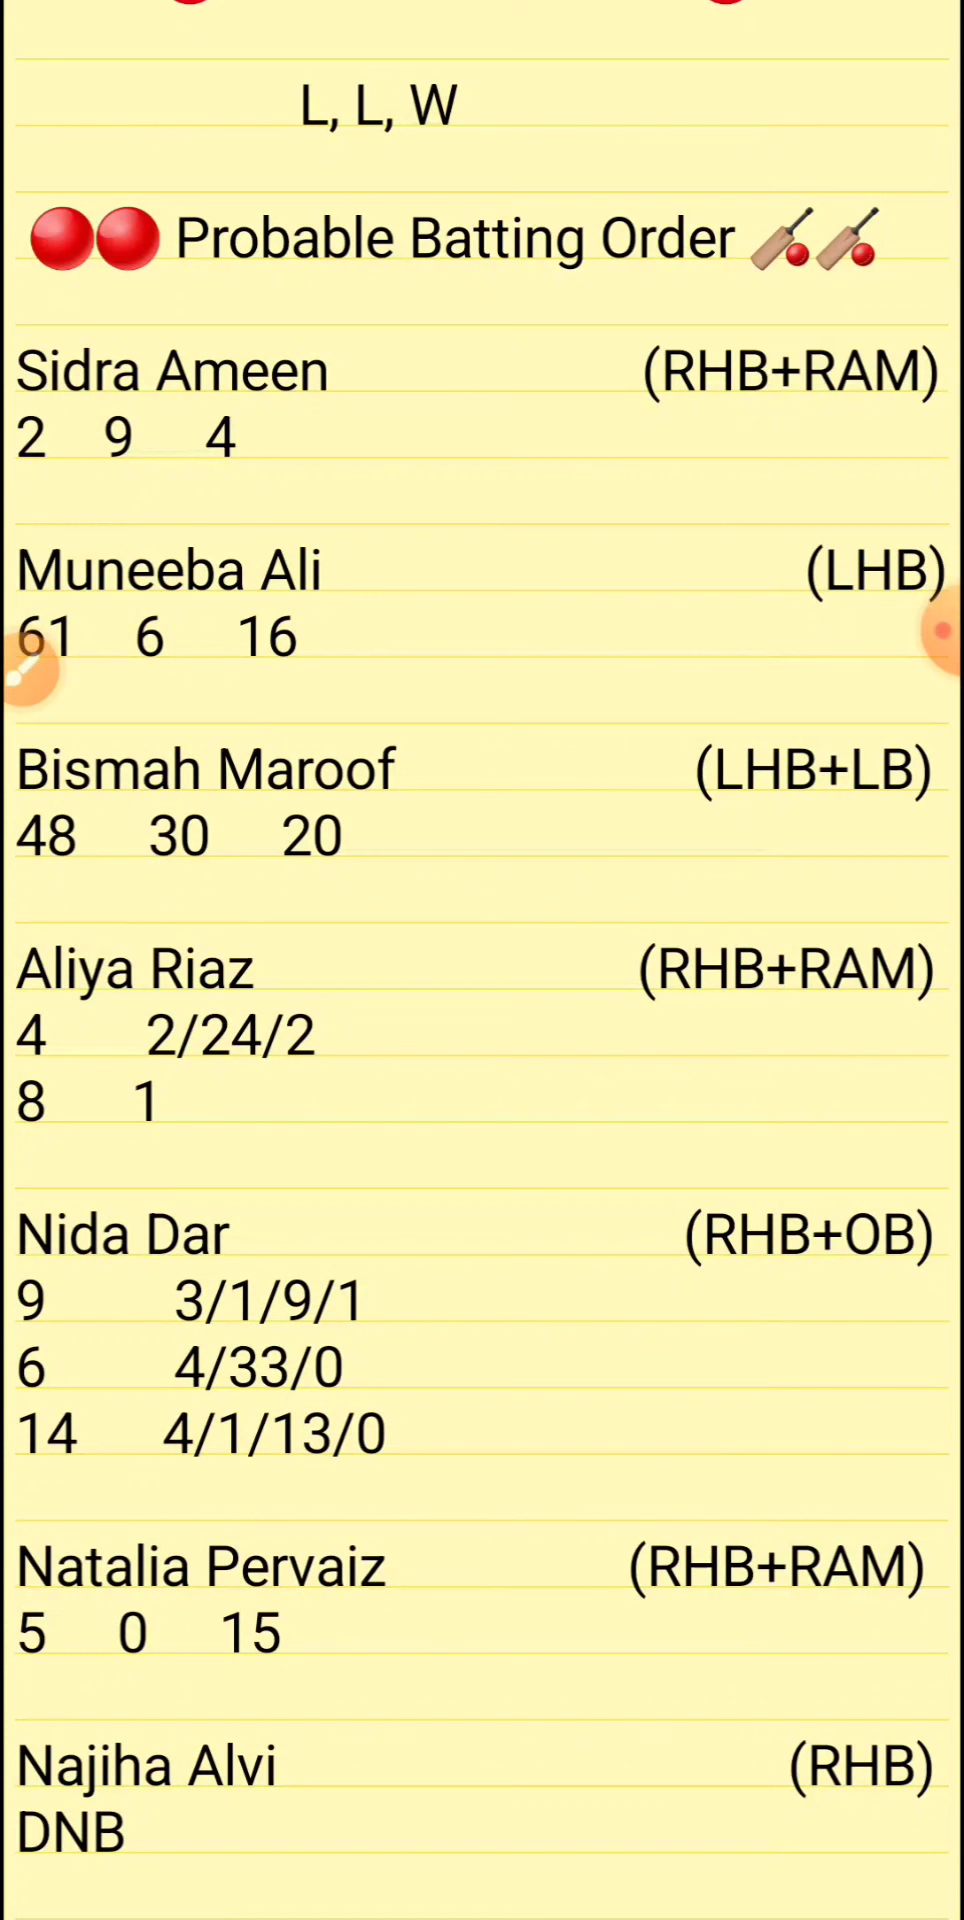 L, L, W
Probable Batting Order
Sidra Ameen (RHB+RAM)
2 9 4
Muneeba Ali (LHB)
61 6 16
Bismah Maroof (LHB+LB)
48 30 20
Aliya Riaz (RHB+RAM)
4 2/24/2
8 1
Nida Dar (RHB+OB)
9 3/1/9/1
6 4/33/0
14 4/1/13/0
Natalia Pervaiz (RHB+RAM)
5 0 15
Najiha Alvi (RHB)
DNB